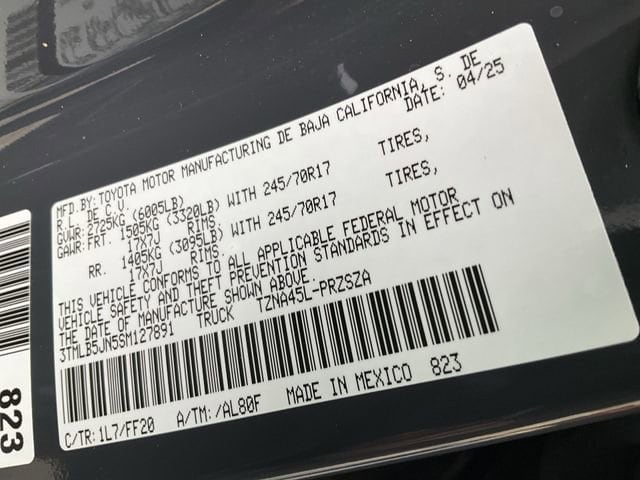 MFD.BY: TOYOTA MOTOR MANUFACTURING DE BAJA CALIFORNIA, S. DE
R.L. DE C.V. DATE: 04/25
GVWR: 2725KG (6005LB)
GAWR: FRT. 1505KG (3320LB) WITH 245/70R17 TIRES,
17X7J RIMS
RR. 1405KG (3095LB) WITH 245/70R17 TIRES,
17X7J RIMS
THIS VEHICLE CONFORMS TO ALL APPLICABLE FEDERAL MOTOR
VEHICLE SAFETY AND THEFT PREVENTION STANDARDS IN EFFECT ON
THE DATE OF MANUFACTURE SHOWN ABOVE.
3TMLB5JN5SM127891 TRUCK TZNA45L-PRZSZA
C/TR: 1L7/FF20 A/TM: /AL80F MADE IN MEXICO 823
823